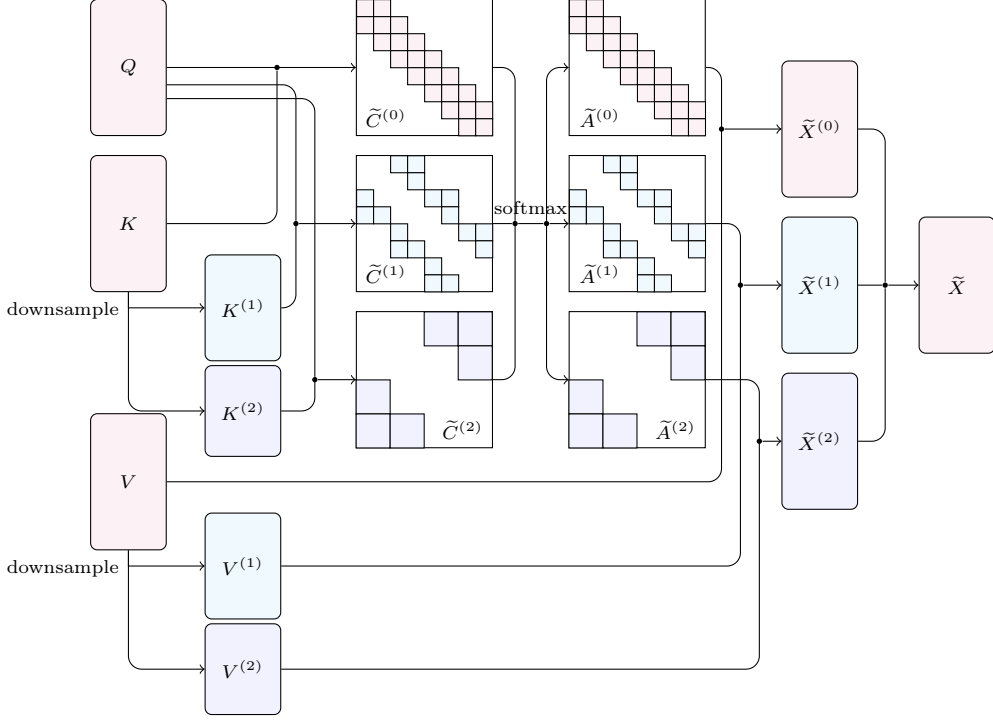 Q
C̃(0)
Ã(0)
X̃(0)
K
softmax
C̃(1)
Ã(1)
X̃(1)
X̃
downsample
K(1)
K(2)
C̃(2)
Ã(2)
X̃(2)
V
downsample
V(1)
V(2)